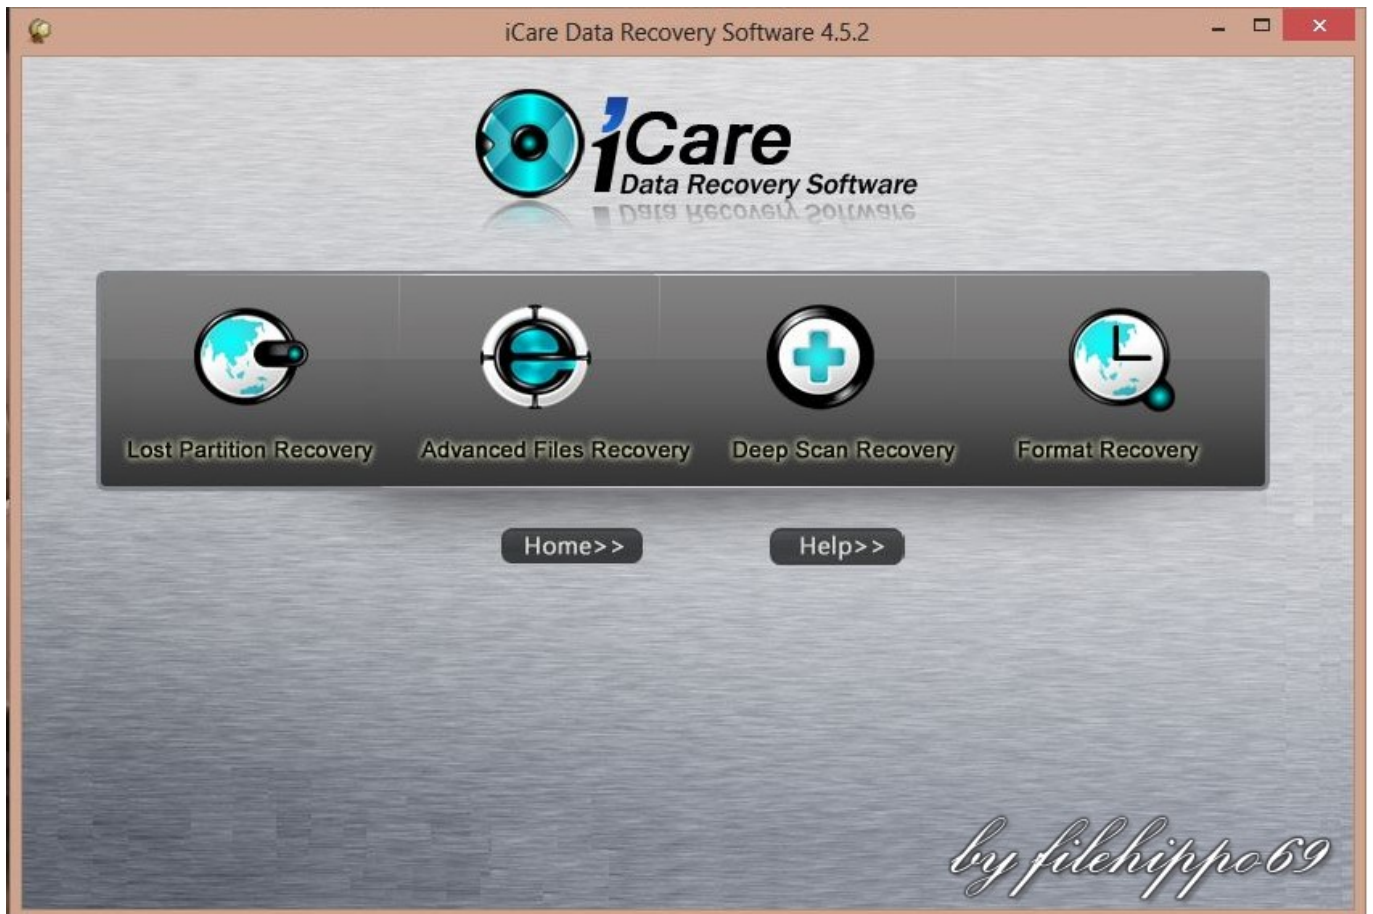 iCare Data Recovery Software 4.5.2
iCare
Data Recovery Software
Lost Partition Recovery
Advanced Files Recovery
Deep Scan Recovery
Format Recovery
Home>>
Help>>
by filehippo69